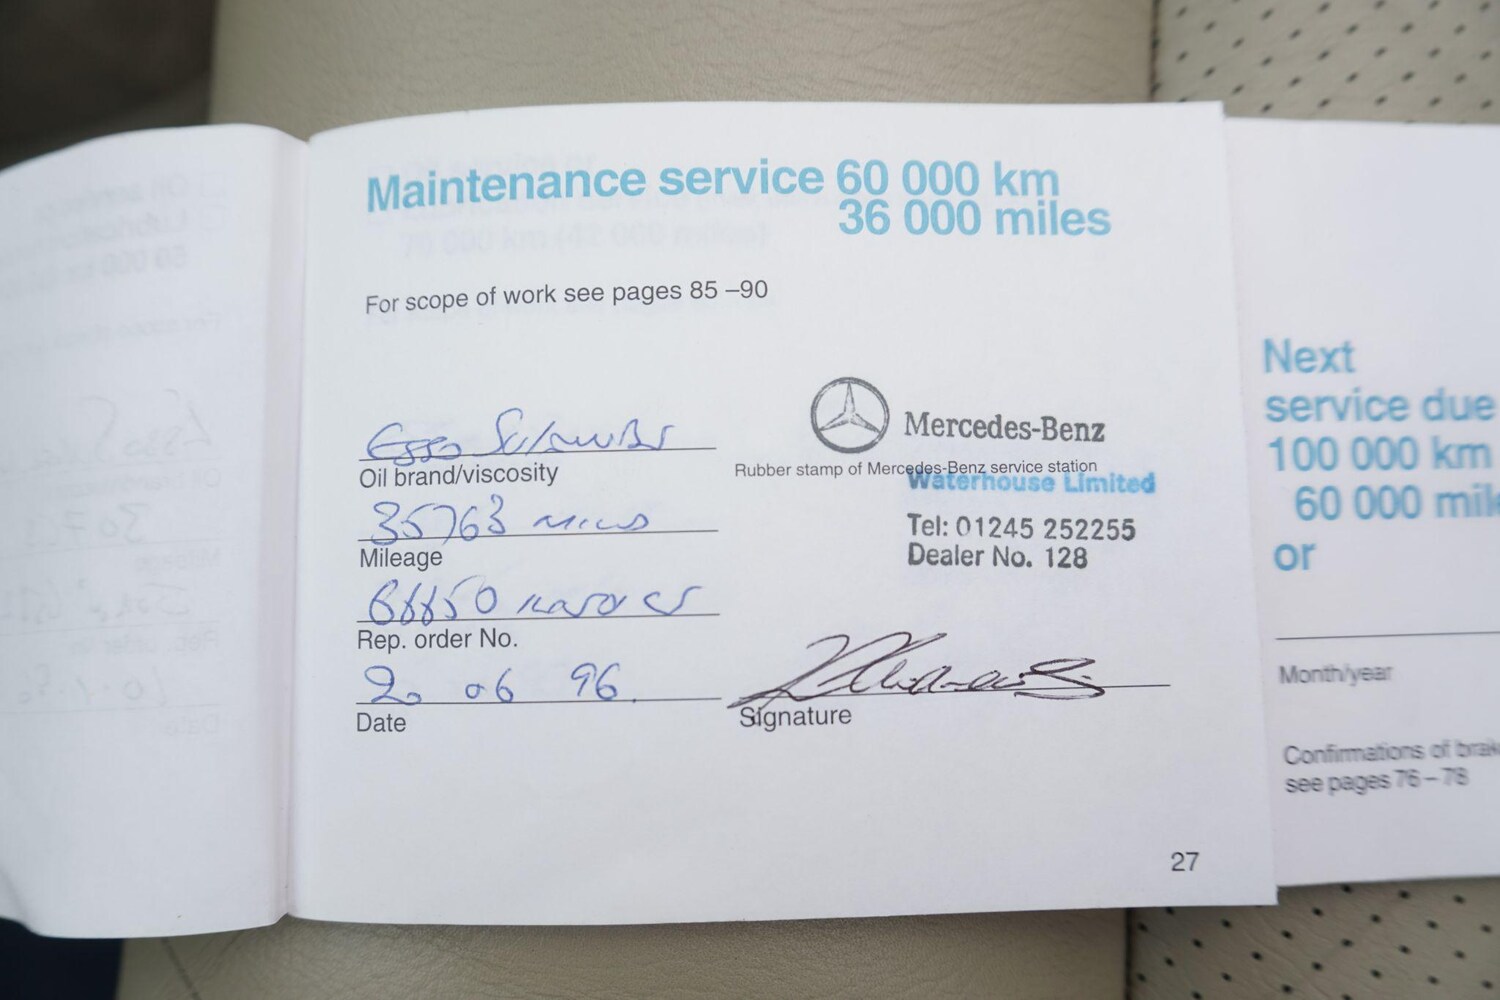 Maintenance service 60 000 km
36 000 miles
For scope of work see pages 85 –90
Esso
Oil brand/viscosity
35763 miles
Mileage
Rep. order No.
20 06 96.
Date
Mercedes-Benz
Rubber stamp of Mercedes-Benz service station
Waterhouse Limited
Tel: 01245 252255
Dealer No. 128
Signature
27
Next
service due
100 000 km
60 000
or
Month/year
Confirmations of
see pages 76 – 78